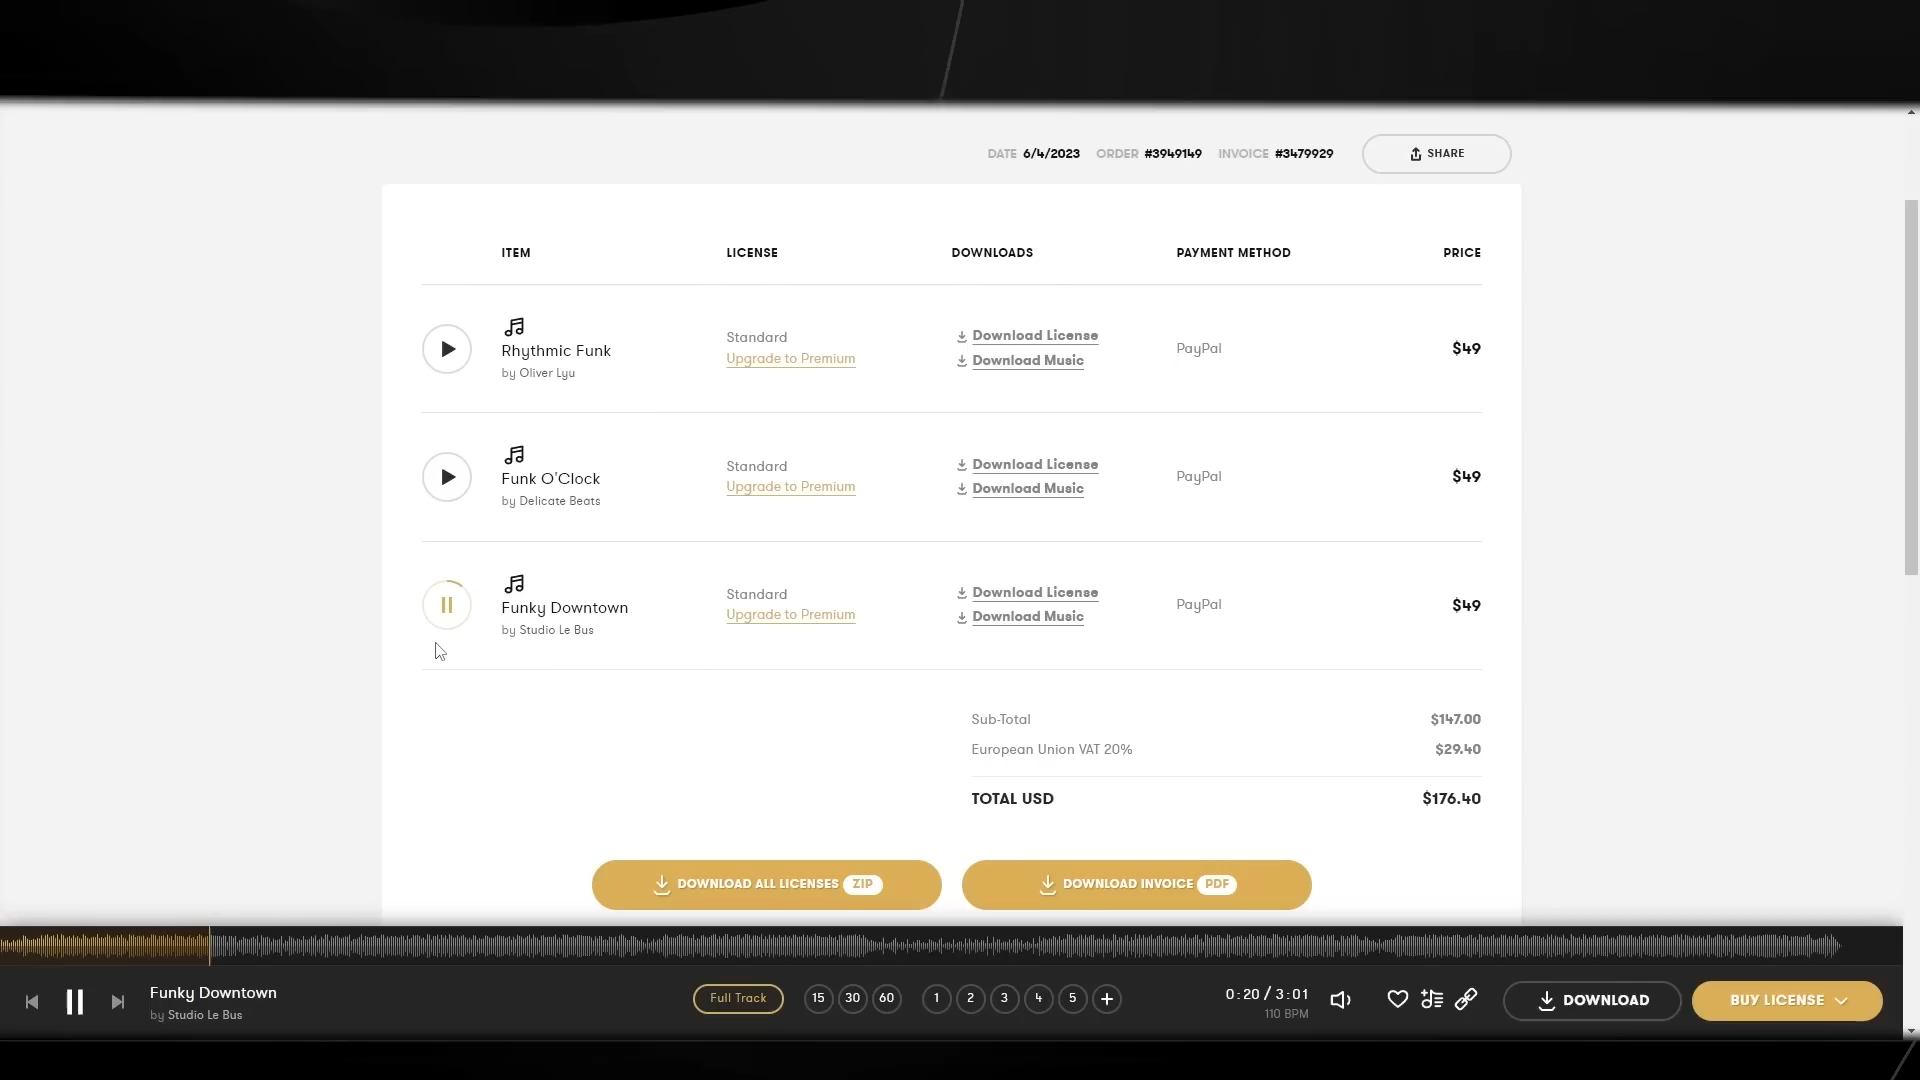 DATE 6/4/2023 ORDER #3949149 INVOICE #3479929 SHARE
ITEM LICENSE DOWNLOADS PAYMENT METHOD PRICE
Rhythmic Funk
by Oliver Lyu
Standard
Upgrade to Premium
Download License
Download Music
PayPal
$49
Funk O'Clock
by Delicate Beats
Standard
Upgrade to Premium
Download License
Download Music
PayPal
$49
Funky Downtown
by Studio Le Bus
Standard
Upgrade to Premium
Download License
Download Music
PayPal
$49
Sub-Total $147.00
European Union VAT 20% $29.40
TOTAL USD $176.40
DOWNLOAD ALL LICENSES ZIP
DOWNLOAD INVOICE PDF
Funky Downtown
by Studio Le Bus
Full Track 15 30 60 1 2 3 4 5 +
0:20 / 3:01
110 BPM
DOWNLOAD
BUY LICENSE